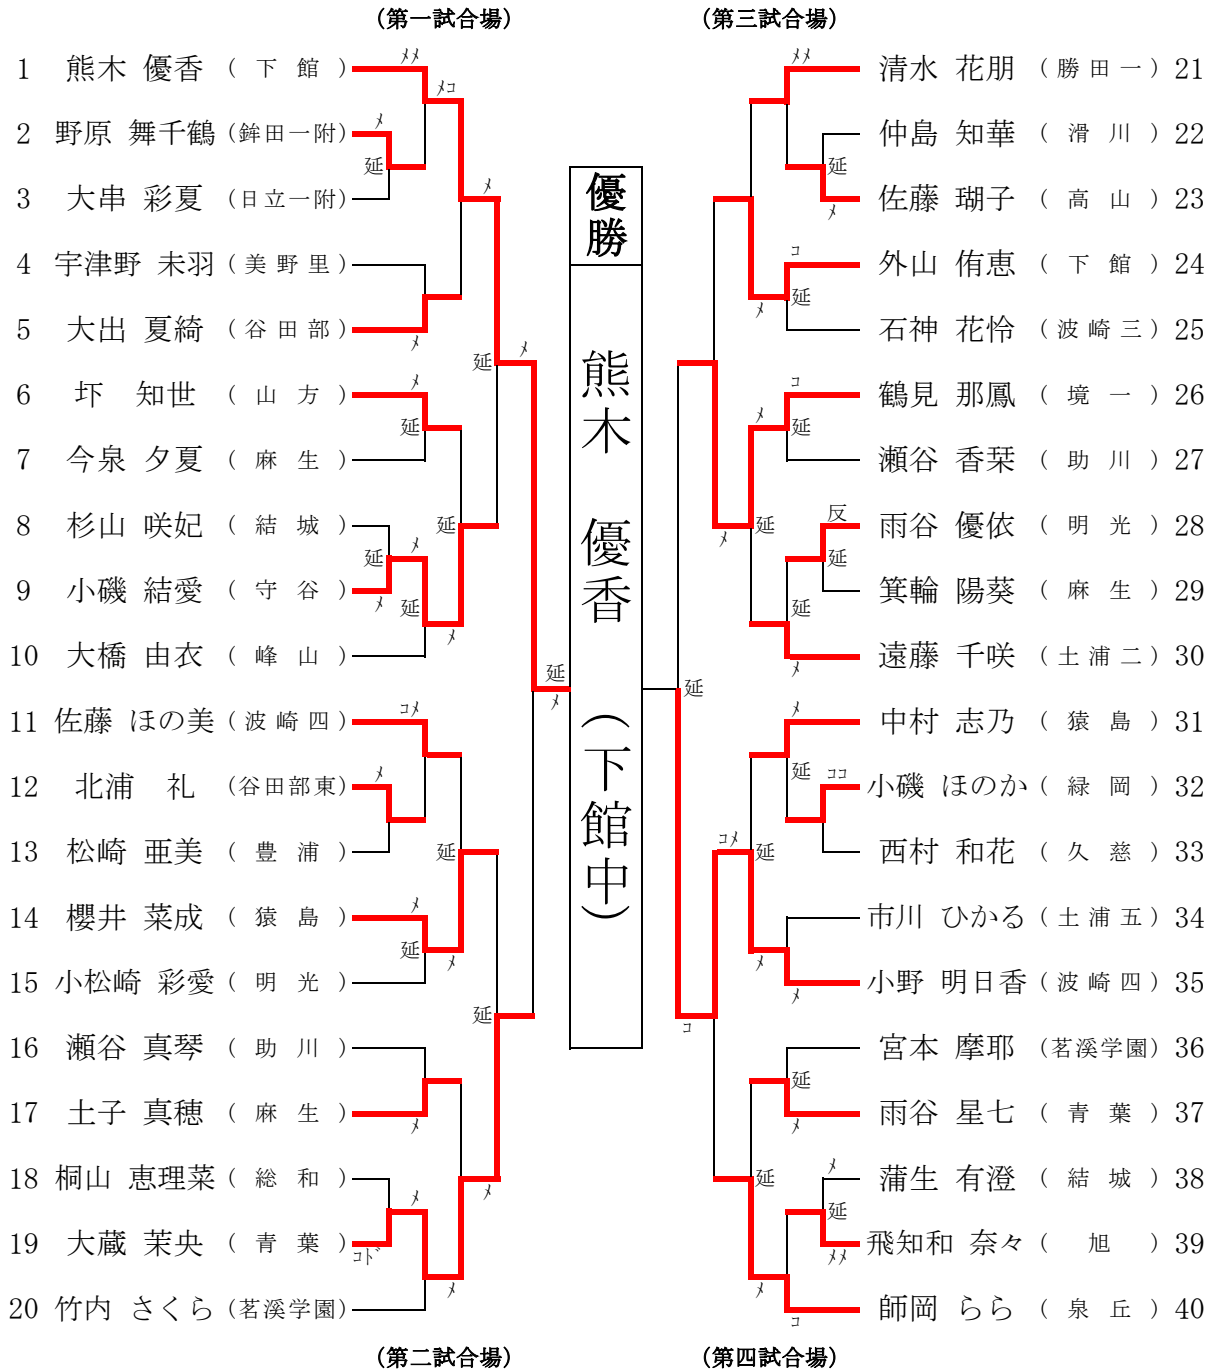 (第一試合場)
(第三試合場)
1 熊木 優香 (下館)
2 野原 舞千鶴 (鉾田一附)
3 大串 彩夏 (日立一附)
4 宇津野 未羽 (美野里)
5 大出 夏綺 (谷田部)
6 圷 知世 (山方)
7 今泉 夕夏 (麻生)
8 杉山 咲妃 (結城)
9 小磯 結愛 (守谷)
10 大橋 由衣 (峰山)
11 佐藤 ほの美 (波崎四)
12 北浦 礼 (谷田部東)
13 松崎 亜美 (豊浦)
14 櫻井 菜成 (猿島)
15 小松崎 彩愛 (明光)
16 瀬谷 真琴 (助川)
17 土子 真穂 (麻生)
18 桐山 恵理菜 (総和)
19 大蔵 茉央 (青葉)
20 竹内 さくら (茗溪学園)
メメ
メコ
メ
延
メ
メ
メ
延
メ
延
延
延
メ
メ
延
メ
延
メ
コメ
メ
延
メ
延
メ
延
メ
メ
メ
コド
メ
優勝
熊木 優香 (下館中)
メメ
延
メ
コ
延
メ
コ
延
メ
延
メ
反
延
延
メ
延
メ
延
ココ
コメ
延
メ
メ
コ
延
メ
延
メ
延
メメ
メ
コ
清水 花朋 (勝田一) 21
仲島 知華 (滑川) 22
佐藤 瑚子 (高山) 23
外山 侑恵 (下館) 24
石神 花怜 (波崎三) 25
鶴見 那鳳 (境一) 26
瀬谷 香栞 (助川) 27
雨谷 優依 (明光) 28
箕輪 陽葵 (麻生) 29
遠藤 千咲 (土浦二) 30
中村 志乃 (猿島) 31
小磯 ほのか (緑岡) 32
西村 和花 (久慈) 33
市川 ひかる (土浦五) 34
小野 明日香 (波崎四) 35
宮本 摩耶 (茗溪学園) 36
雨谷 星七 (青葉) 37
蒲生 有澄 (結城) 38
飛知和 奈々 (旭) 39
師岡 らら (泉丘) 40
(第二試合場)
(第四試合場)